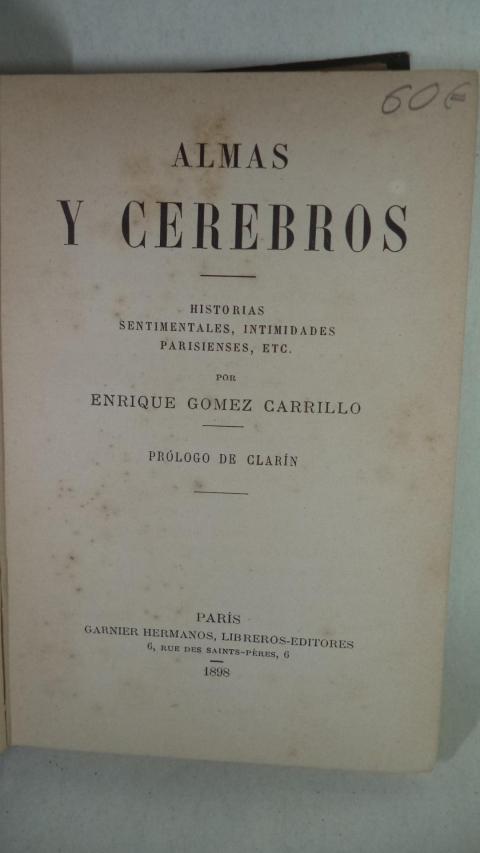 60€
ALMAS
Y CEREBROS
HISTORIAS
SENTIMENTALES, INTIMIDADES
PARISIENSES, ETC.
POR
ENRIQUE GOMEZ CARRILLO
PRÓLOGO DE CLARÍN
PARÍS
GARNIER HERMANOS, LIBREROS-EDITORES
6, RUE DES SAINTS-PÈRES, 6
1898